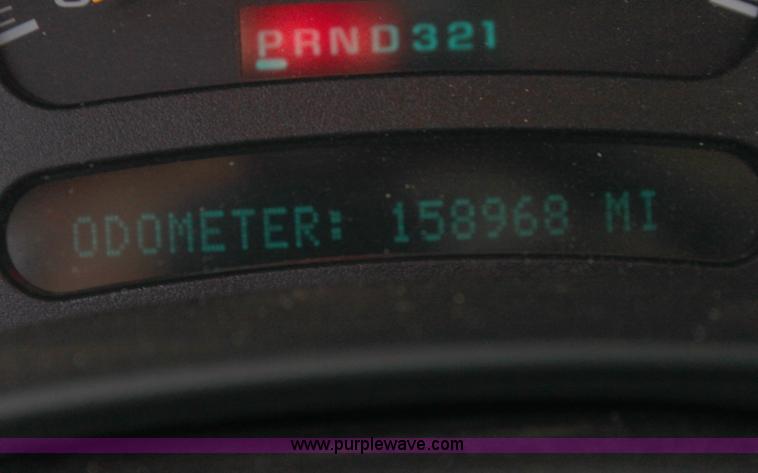 PRND321
ODOMETER: 158968 MI
www.purplewave.com